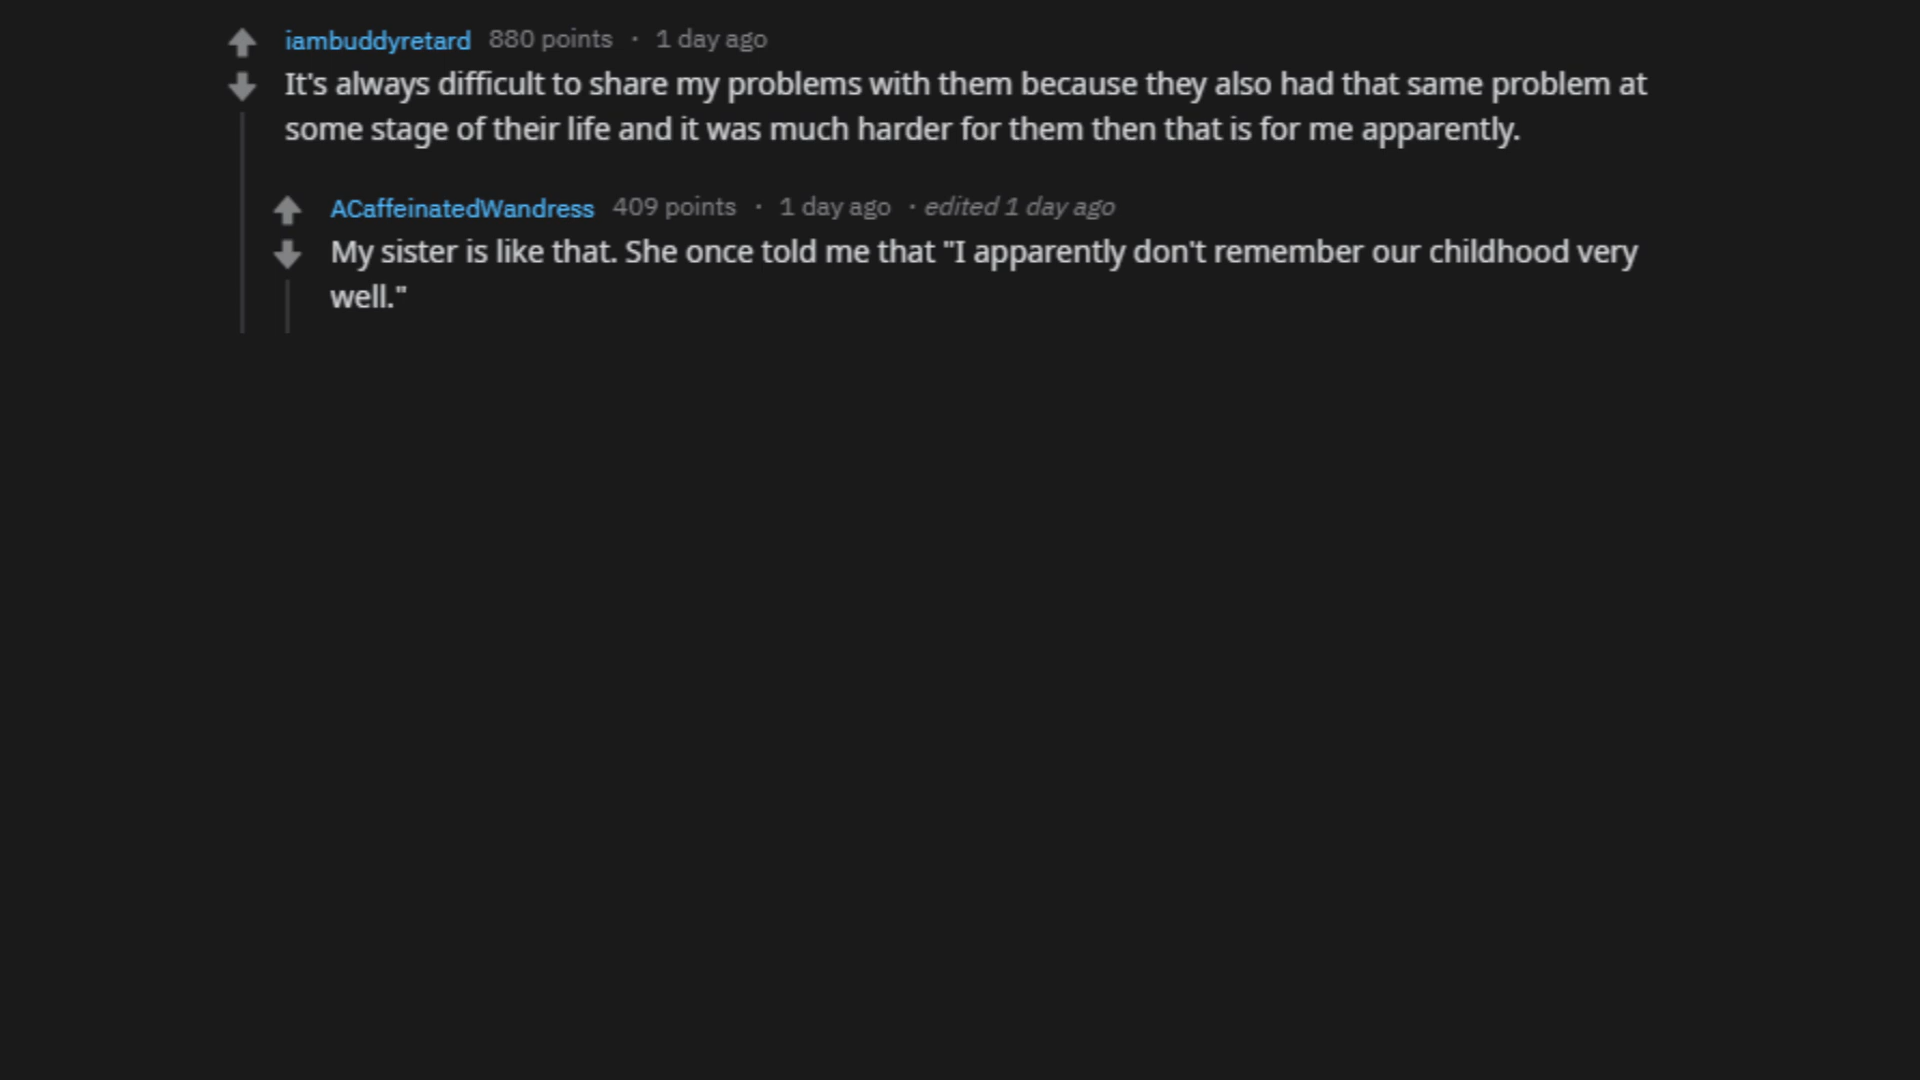 iambuddyretard 880 points · 1 day ago
It's always difficult to share my problems with them because they also had that same problem at
some stage of their life and it was much harder for them then that is for me apparently.
ACaffeinatedWandress 409 points · 1 day ago · edited 1 day ago
My sister is like that. She once told me that "I apparently don't remember our childhood very
well."